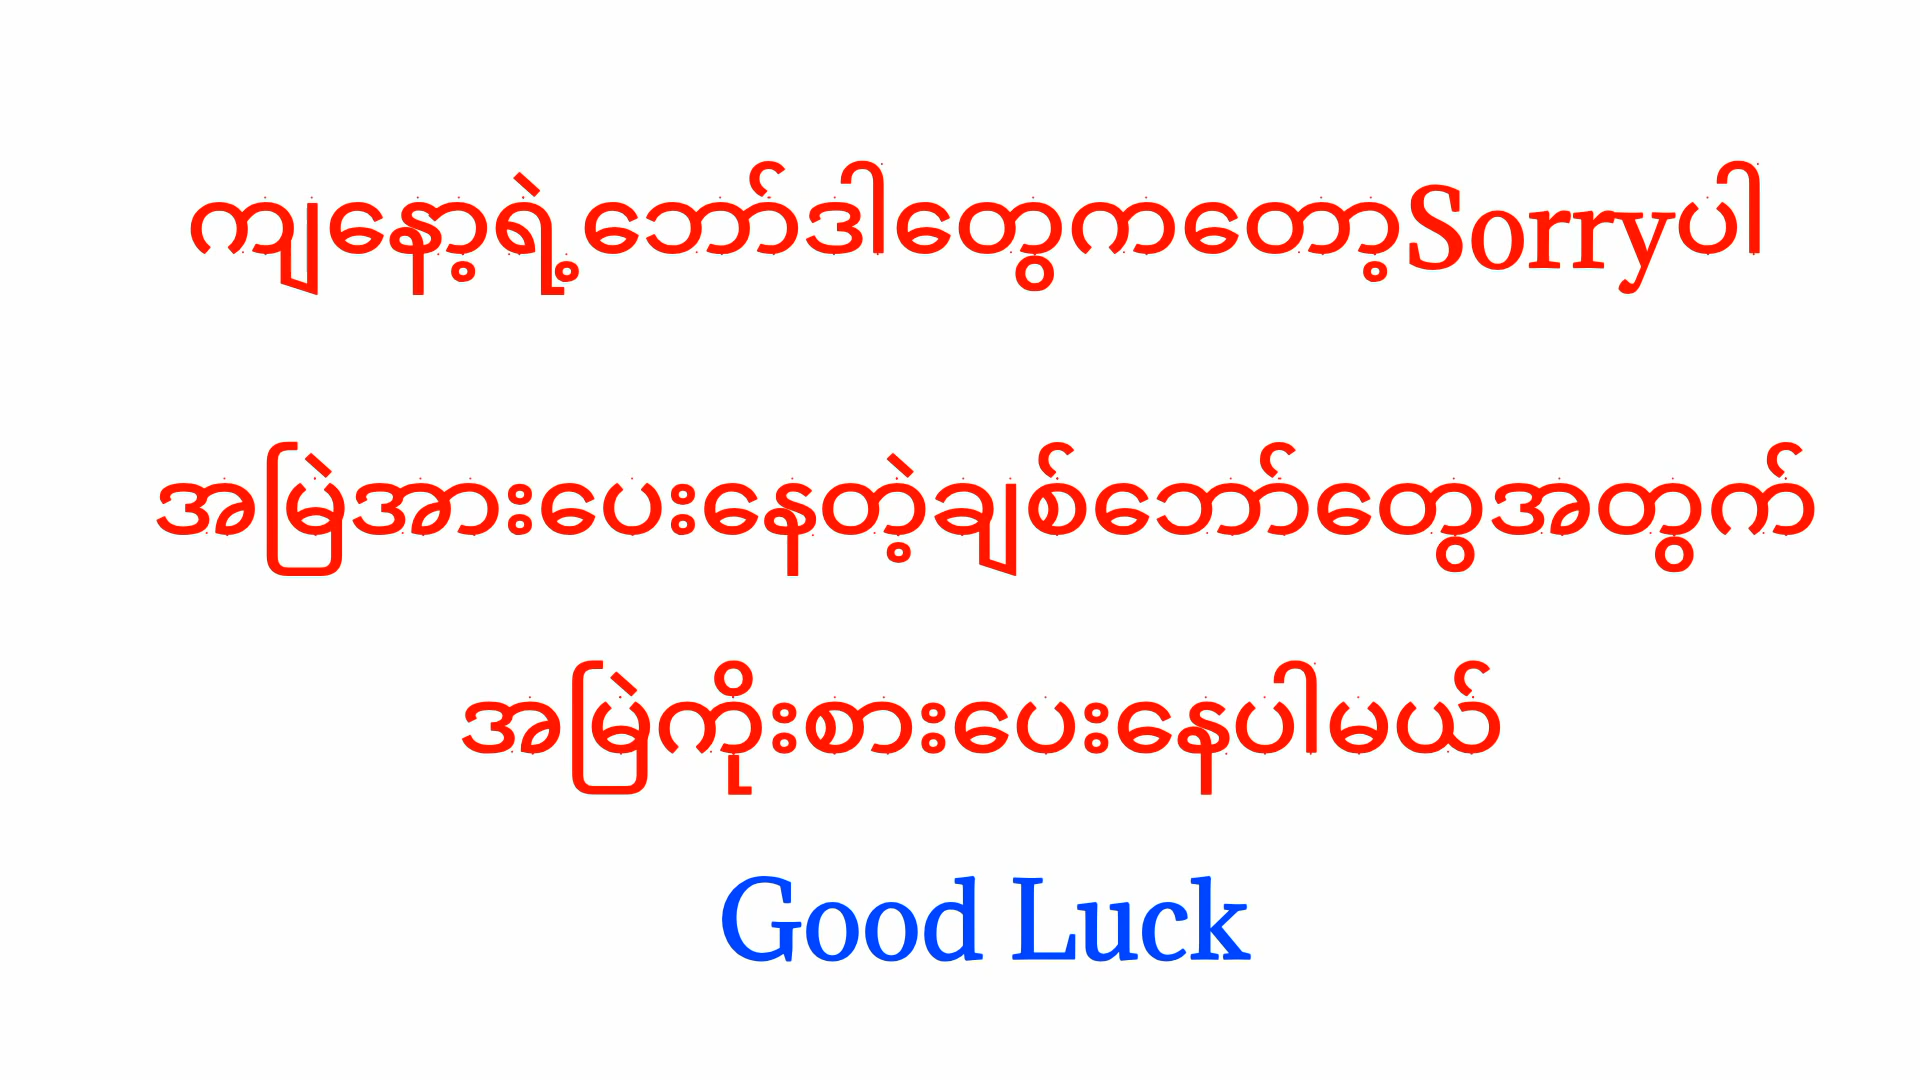 ကျနော့ရဲ့ဘော်ဒါတွေကတော့Sorryပါ
အမြဲအားပေးနေတဲ့ချစ်ဘော်တွေအတွက်
အမြဲကိုးစားပေးနေပါမယ်
Good Luck